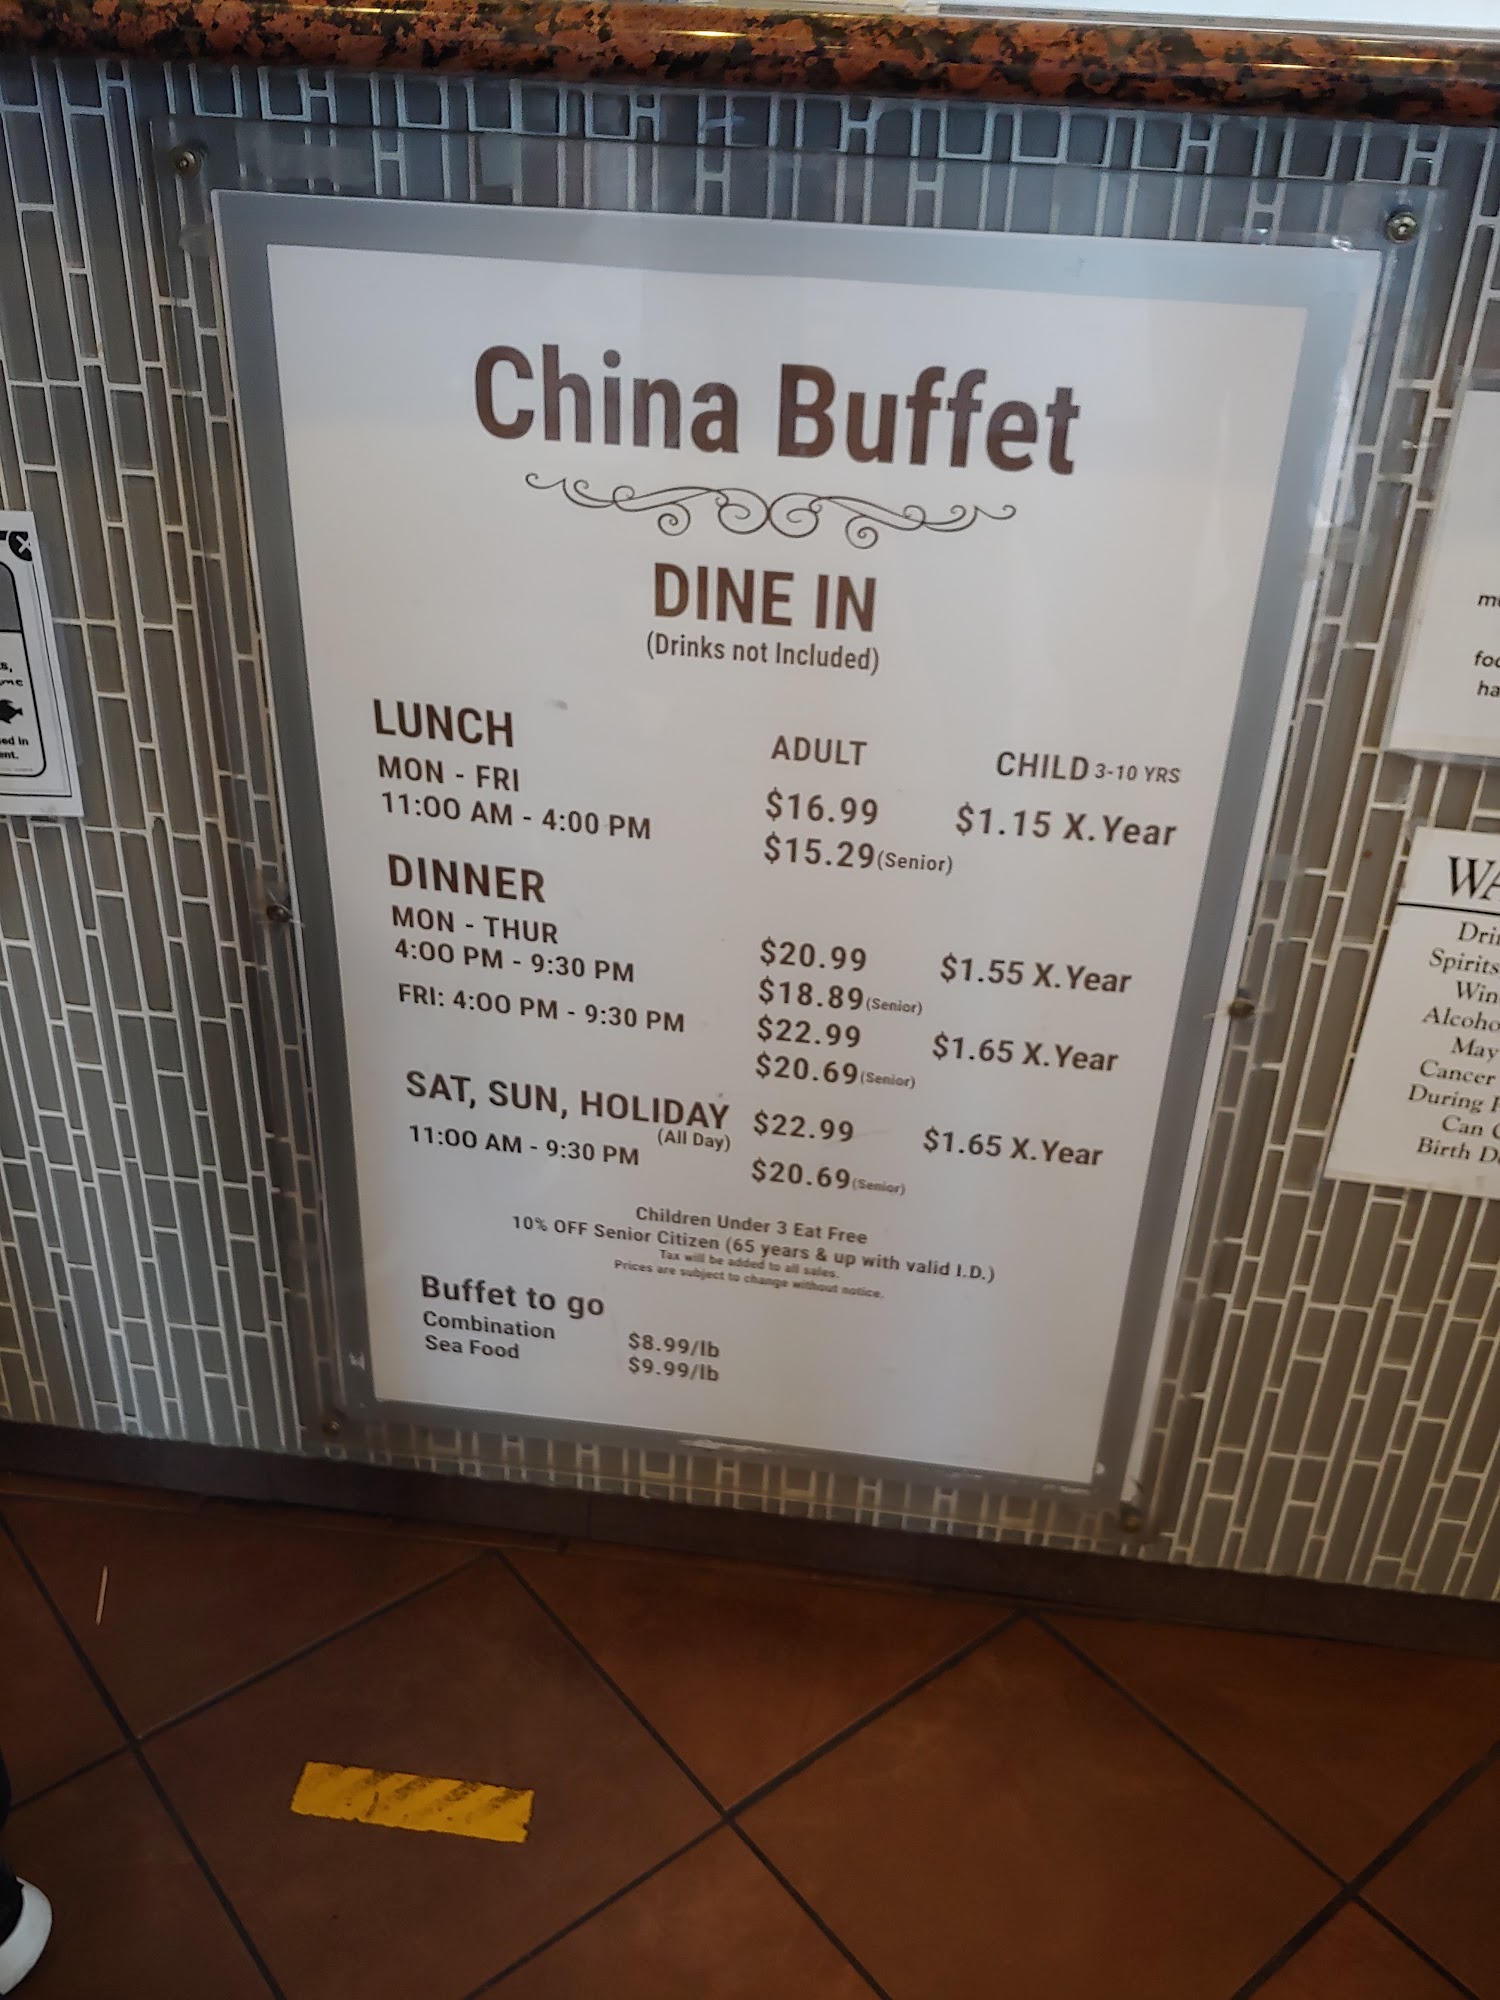 China Buffet
DINE IN
(Drinks not Included)
LUNCH ADULT CHILD 3-10 YRS
MON - FRI $16.99 $1.15 X.Year
11:00 AM - 4:00 PM $15.29 (Senior)
DINNER
MON - THUR $20.99 $1.55 X.Year
4:00 PM - 9:30 PM $18.89 (Senior)
FRI: 4:00 PM - 9:30 PM $22.99 $1.65 X.Year
$20.69 (Senior)
SAT, SUN, HOLIDAY $22.99 $1.65 X.Year
(All Day)
11:00 AM - 9:30 PM $20.69 (Senior)
Children Under 3 Eat Free
10% OFF Senior Citizen (65 years & up with valid I.D.)
Tax will be added to all sales.
Prices are subject to change without notice.
Buffet to go
Combination $8.99/lb
Sea Food $9.99/lb
Spirits
Cancer
May
During
Can
Birth